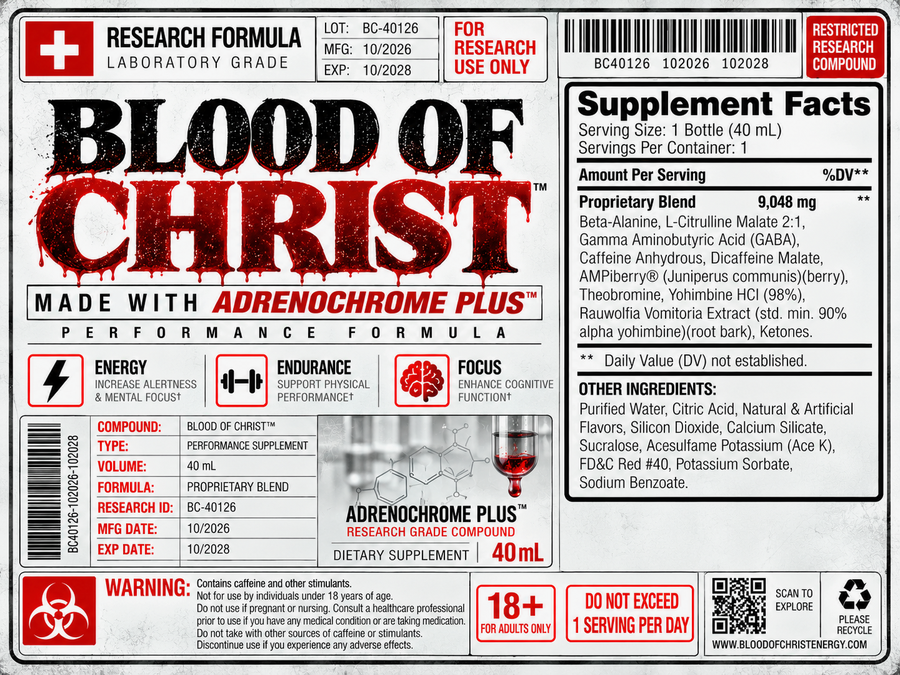 RESEARCH FORMULA
LABORATORY GRADE
LOT: BC-40126
MFG: 10/2026
EXP: 10/2028
FOR
RESEARCH
USE ONLY
BC40126 102026 102028
RESTRICTED
RESEARCH
COMPOUND
BLOOD OF
CHRIST™
MADE WITH ADRENOCHROME PLUS™
PERFORMANCE FORMULA
ENERGY
INCREASE ALERTNESS
& MENTAL FOCUS†
ENDURANCE
SUPPORT PHYSICAL
PERFORMANCE†
FOCUS
ENHANCE COGNITIVE
FUNCTION†
BC40126-102026-102028
COMPOUND: BLOOD OF CHRIST™
TYPE: PERFORMANCE SUPPLEMENT
VOLUME: 40 mL
FORMULA: PROPRIETARY BLEND
RESEARCH ID: BC-40126
MFG DATE: 10/2026
EXP DATE: 10/2028
ADRENOCHROME PLUS™
RESEARCH GRADE COMPOUND
DIETARY SUPPLEMENT 40 mL
Supplement Facts
Serving Size: 1 Bottle (40 mL)
Servings Per Container: 1
Amount Per Serving %DV**
Proprietary Blend 9,048 mg **
Beta-Alanine, L-Citrulline Malate 2:1,
Gamma Aminobutyric Acid (GABA),
Caffeine Anhydrous, Dicaffeine Malate,
AMPiberry® (Juniperus communis)(berry),
Theobromine, Yohimbine HCl (98%),
Rauwolfia Vomitoria Extract (std. min. 90%
alpha yohimbine)(root bark), Ketones.
** Daily Value (DV) not established.
OTHER INGREDIENTS:
Purified Water, Citric Acid, Natural & Artificial
Flavors, Silicon Dioxide, Calcium Silicate,
Sucralose, Acesulfame Potassium (Ace K),
FD&C Red #40, Potassium Sorbate,
Sodium Benzoate.
WARNING:
Contains caffeine and other stimulants.
Not for use by individuals under 18 years of age.
Do not use if pregnant or nursing. Consult a healthcare professional
prior to use if you have any medical condition or are taking medication.
Do not take with other sources of caffeine or stimulants.
Discontinue use if you experience any adverse effects.
18+
FOR ADULTS ONLY
DO NOT EXCEED
1 SERVING PER DAY
SCAN TO
EXPLORE
PLEASE
RECYCLE
WWW.BLOODOFCHRISTENERGY.COM